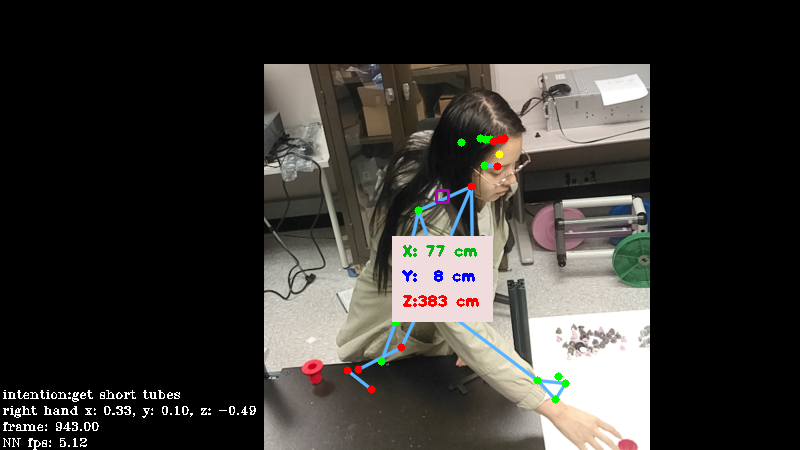 X: 77 cm
Y: 8 cm
Z:383 cm
intention:get short tubes
right hand x: 0.33, y: 0.10, z: -0.49
frame: 943.00
NN fps: 5.12